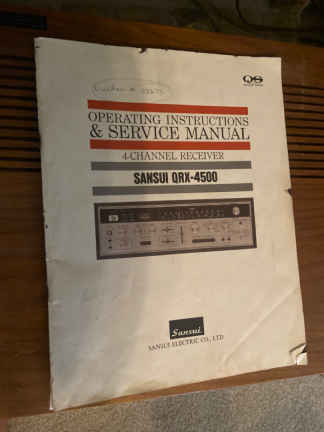 QS
OPERATING INSTRUCTIONS
& SERVICE MANUAL
4-CHANNEL RECEIVER
SANSUI QRX-4500
Sansui
SANSUI ELECTRIC CO., LTD.